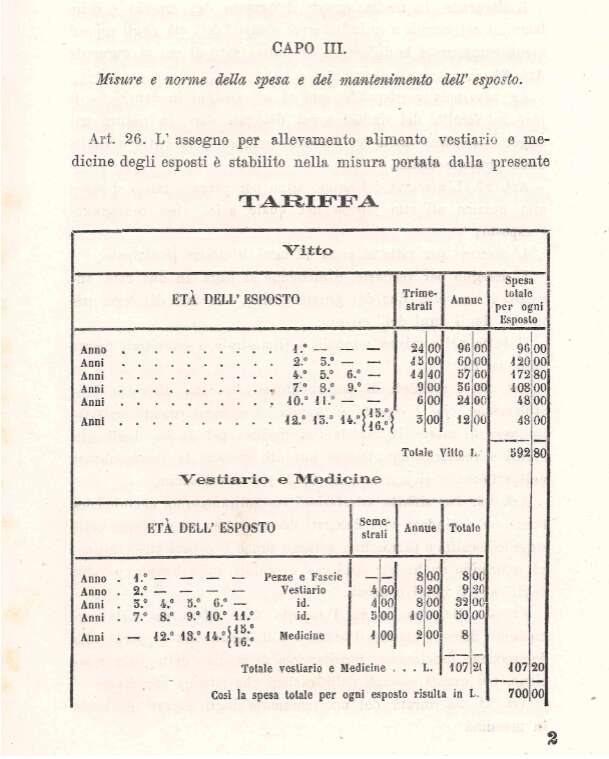 CAPO III.
Misure e norme della spesa e del mantenimento dell' esposto.
Art. 26. L' assegno per allevamento alimento vestiario e me-
dicine degli esposti è stabilito nella misura portata dalla presente
TARIFFA
Vitto
ETÀ DELL' ESPOSTO Trime- strali Annue Spesa totale per ogni Esposto
Anno . . . . . . . . . . 1.° — — — 24 00 96 00 96 00
Anni . . . . . . . . . . 2.° 3.° — — 15 00 60 00 120 00
Anni . . . . . . . . . . 4.° 5.° 6.° — 14 40 57 60 172 80
Anni . . . . . . . . . . 7.° 8.° 9.° — 9 00 36 00 108 00
Anni . . . . . . . . . . 10.° 11.° — — 6 00 24 00 48 00
Anni . . . . . . . . . . 12.° 13.° 14.° {15.° 16.°} 3 00 12 00 48 00
Totale Vitto L. 592 80
Vestiario e Medicine
ETÀ DELL' ESPOSTO Seme- strali Annue Totale
Anno . 1.° — — — — Pezze e Fascie — — 8 00 8 00
Anno . 2.° — — — — Vestiario 4 60 9 20 9 20
Anni . 3.° 4.° 5.° 6.° — id. 4 00 8 00 32 00
Anni . 7.° 8.° 9.° 10.° 11.° id. 5 00 10 00 50 00
Anni . — 12.° 13.° 14.° {15.° 16.° Medicine 1 00 2 00 8
Totale vestiario e Medicine . . . L. 107 20 107 20
Così la spesa totale per ogni esposto risulta in L. 700 00
2